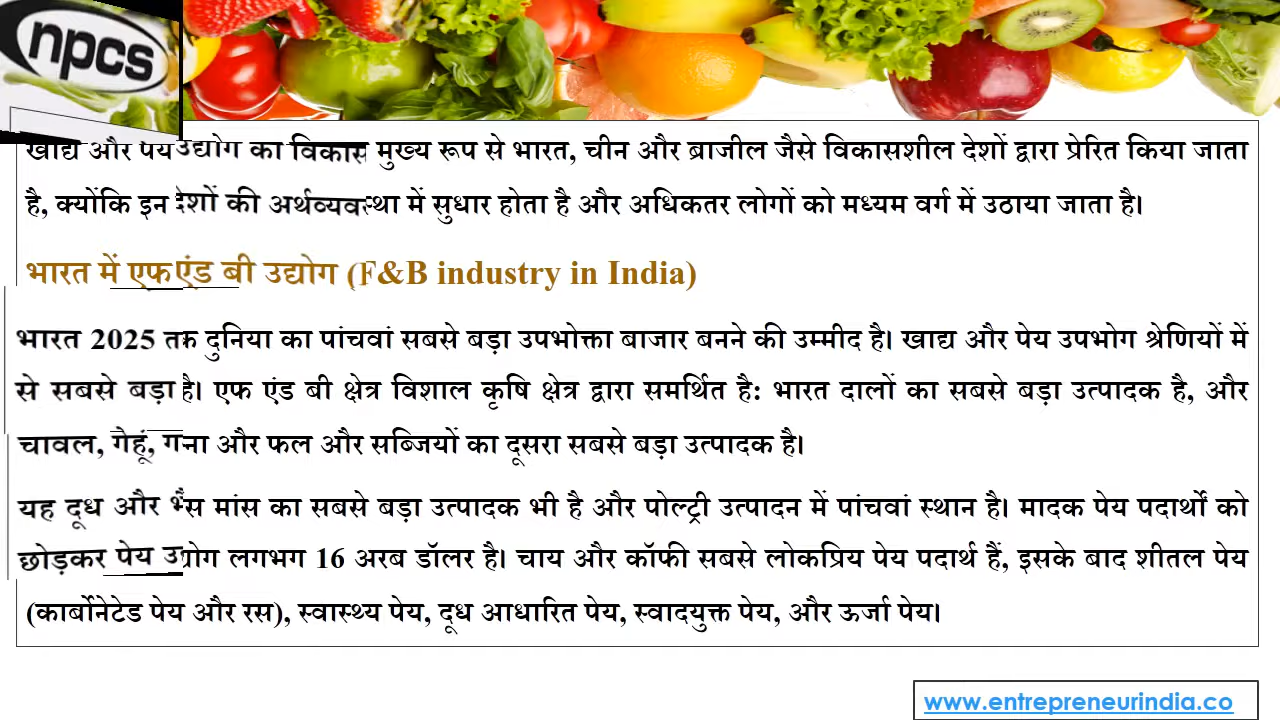 npcs
खाद्य और पेय उद्योग का विकास मुख्य रूप से भारत, चीन और ब्राजील जैसे विकासशील देशों द्वारा प्रेरित किया जाता
है, क्योंकि इन देशों की अर्थव्यवस्था में सुधार होता है और अधिकतर लोगों को मध्यम वर्ग में उठाया जाता है।
भारत में एफ एंड बी उद्योग (F&B industry in India)
भारत 2025 तक दुनिया का पांचवां सबसे बड़ा उपभोक्ता बाजार बनने की उम्मीद है। खाद्य और पेय उपभोग श्रेणियों में
से सबसे बड़ा है। एफ एंड बी क्षेत्र विशाल कृषि क्षेत्र द्वारा समर्थित है: भारत दालों का सबसे बड़ा उत्पादक है, और
चावल, गेहूं, गन्ना और फल और सब्जियों का दूसरा सबसे बड़ा उत्पादक है।
यह दूध और भैंस मांस का सबसे बड़ा उत्पादक भी है और पोल्ट्री उत्पादन में पांचवां स्थान है। मादक पेय पदार्थों को
छोड़कर पेय उद्योग लगभग 16 अरब डॉलर है। चाय और कॉफी सबसे लोकप्रिय पेय पदार्थ हैं, इसके बाद शीतल पेय
(कार्बोनेटेड पेय और रस), स्वास्थ्य पेय, दूध आधारित पेय, स्वादयुक्त पेय, और ऊर्जा पेय।
www.entrepreneurindia.co